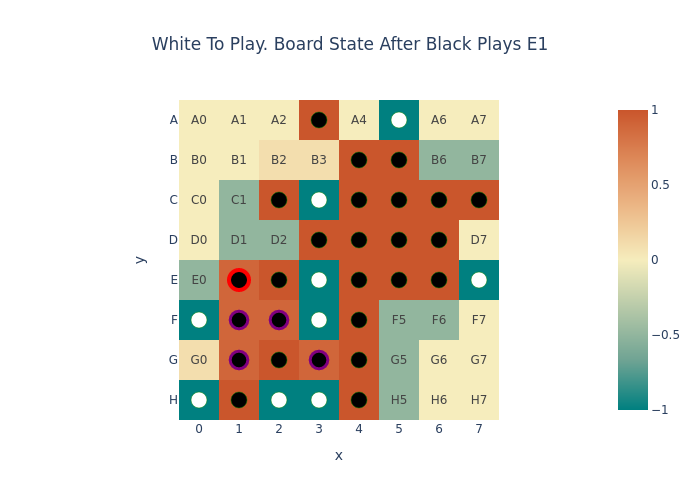 White To Play. Board State After Black Plays E1
A A0 A1 A2 A4 A6 A7
B B0 B1 B2 B3 B6 B7
C C0 C1
D D0 D1 D2 D7
E E0
F F5 F6 F7
G G0 G5 G6 G7
H H5 H6 H7
0 1 2 3 4 5 6 7
x
y
1
0.5
0
−0.5
−1